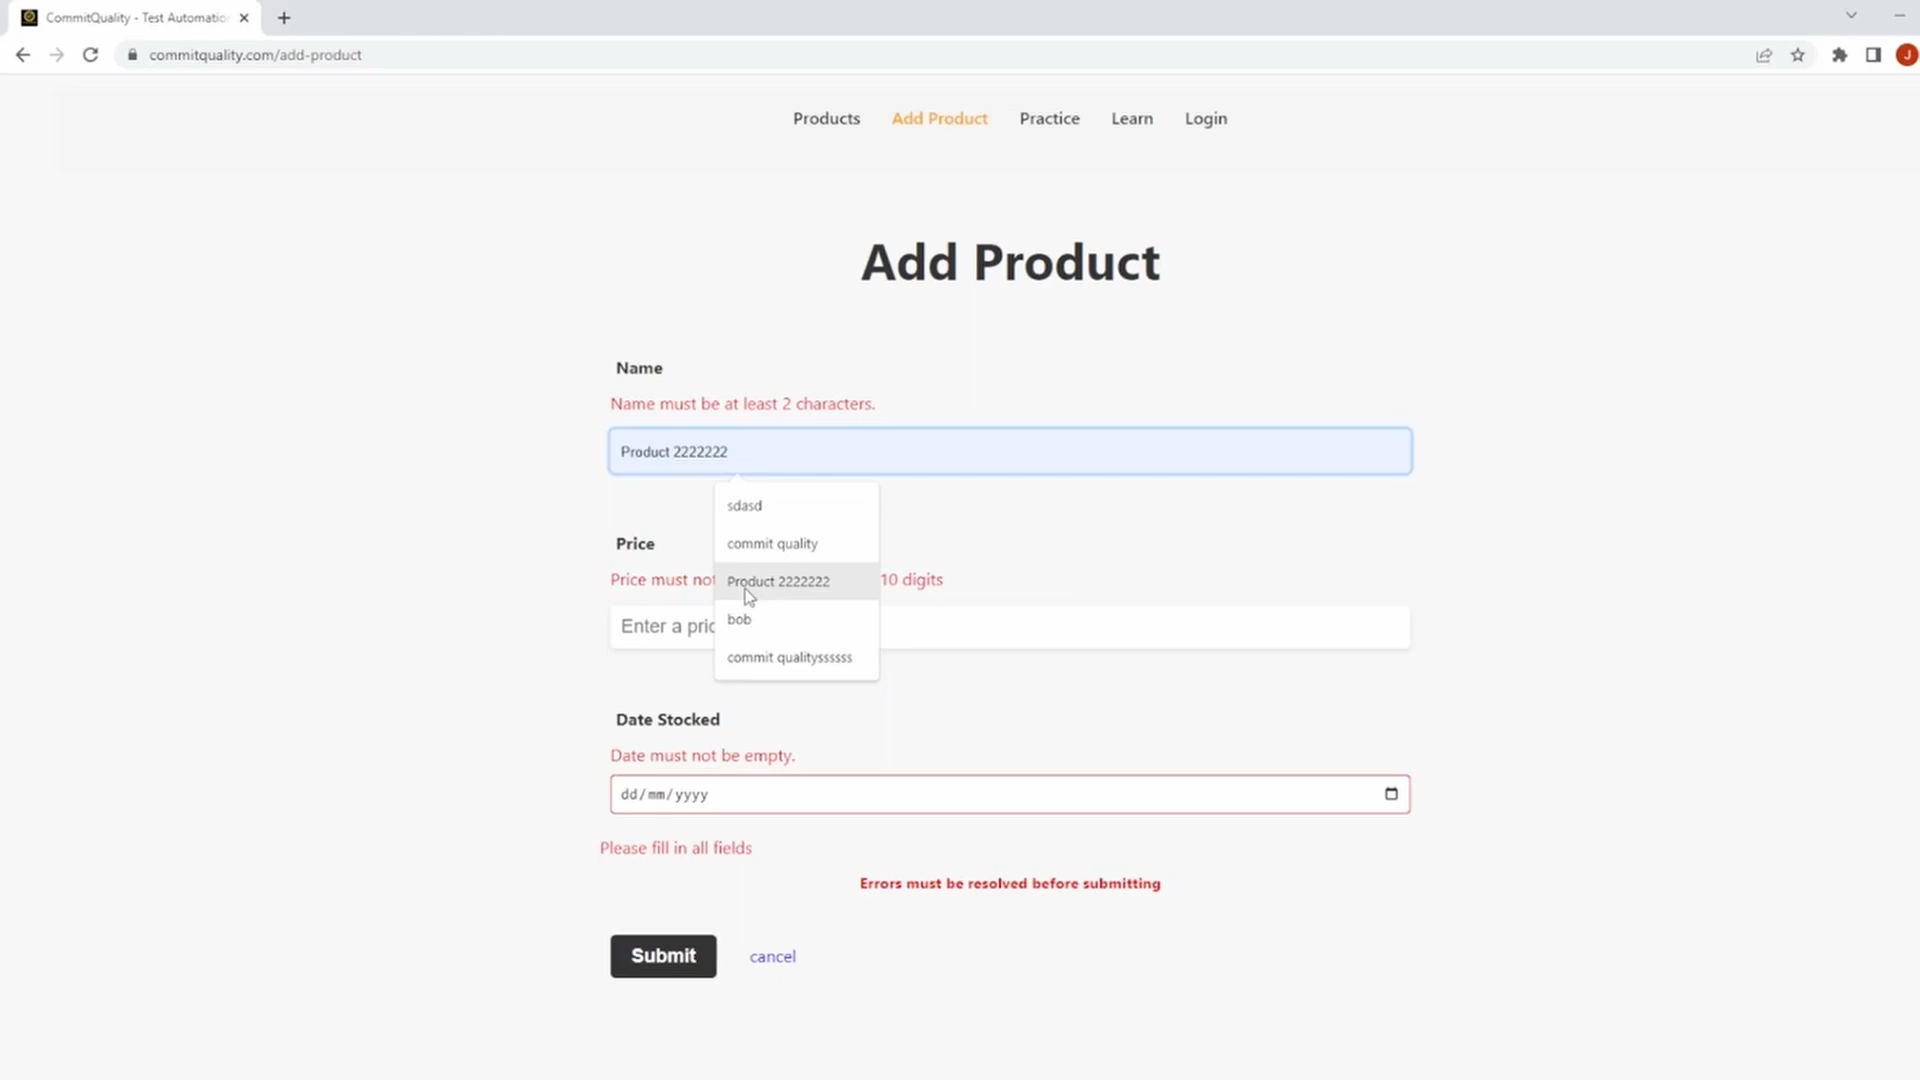 CommitQuality - Test Automatio
commitquality.com/add-product
J
Products Add Product Practice Learn Login
Add Product
Name
Name must be at least 2 characters.
Product 2222222
sdasd
commit quality
Product 2222222
bob
commit qualityssssss
Price
Price must not 10 digits
Enter a pric
Date Stocked
Date must not be empty.
dd/mm/yyyy
Please fill in all fields
Errors must be resolved before submitting
Submit cancel